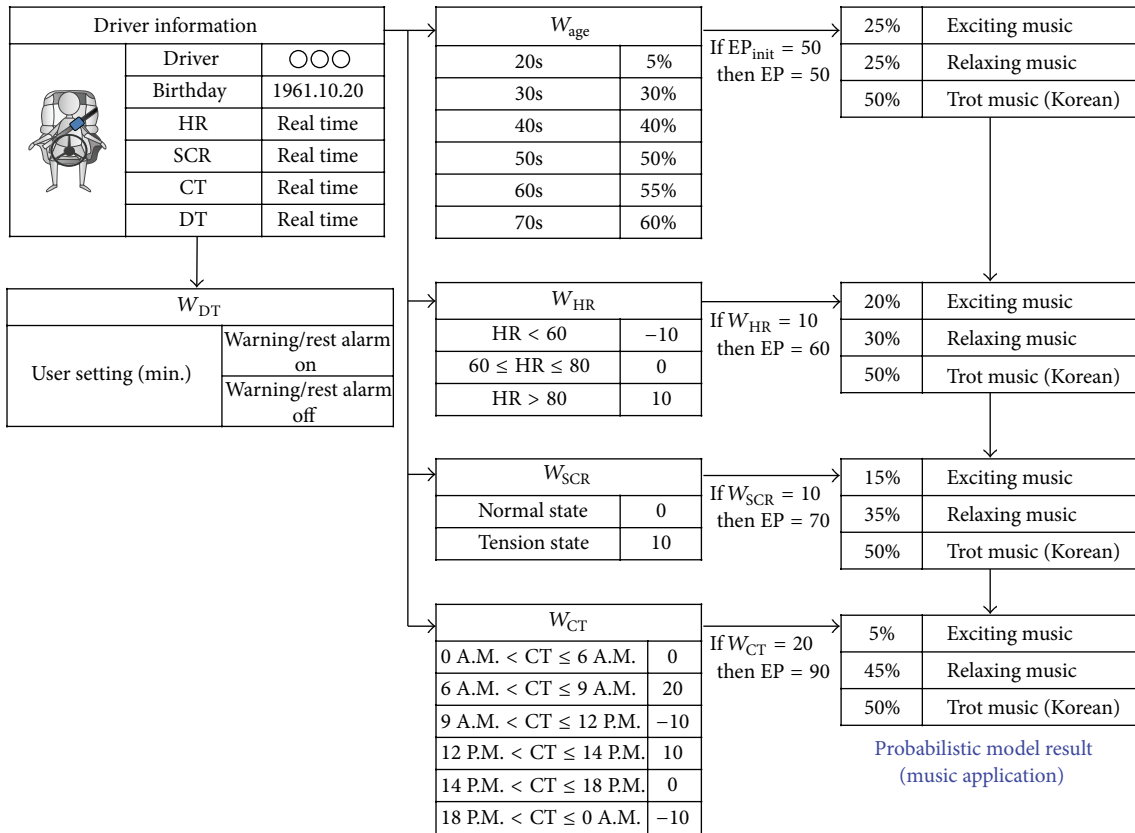 Driver information
Driver ○○○
Birthday 1961.10.20
HR Real time
SCR Real time
CT Real time
DT Real time
W_DT
User setting (min.)
Warning/rest alarm
on
Warning/rest alarm
off
W_age
20s 5%
30s 30%
40s 40%
50s 50%
60s 55%
70s 60%
If EP_init = 50
then EP = 50
25% Exciting music
25% Relaxing music
50% Trot music (Korean)
W_HR
HR < 60 −10
60 ≤ HR ≤ 80 0
HR > 80 10
If W_HR = 10
then EP = 60
20% Exciting music
30% Relaxing music
50% Trot music (Korean)
W_SCR
Normal state 0
Tension state 10
If W_SCR = 10
then EP = 70
15% Exciting music
35% Relaxing music
50% Trot music (Korean)
W_CT
0 A.M. < CT ≤ 6 A.M. 0
6 A.M. < CT ≤ 9 A.M. 20
9 A.M. < CT ≤ 12 P.M. −10
12 P.M. < CT ≤ 14 P.M. 10
14 P.M. < CT ≤ 18 P.M. 0
18 P.M. < CT ≤ 0 A.M. −10
If W_CT = 20
then EP = 90
5% Exciting music
45% Relaxing music
50% Trot music (Korean)
Probabilistic model result
(music application)